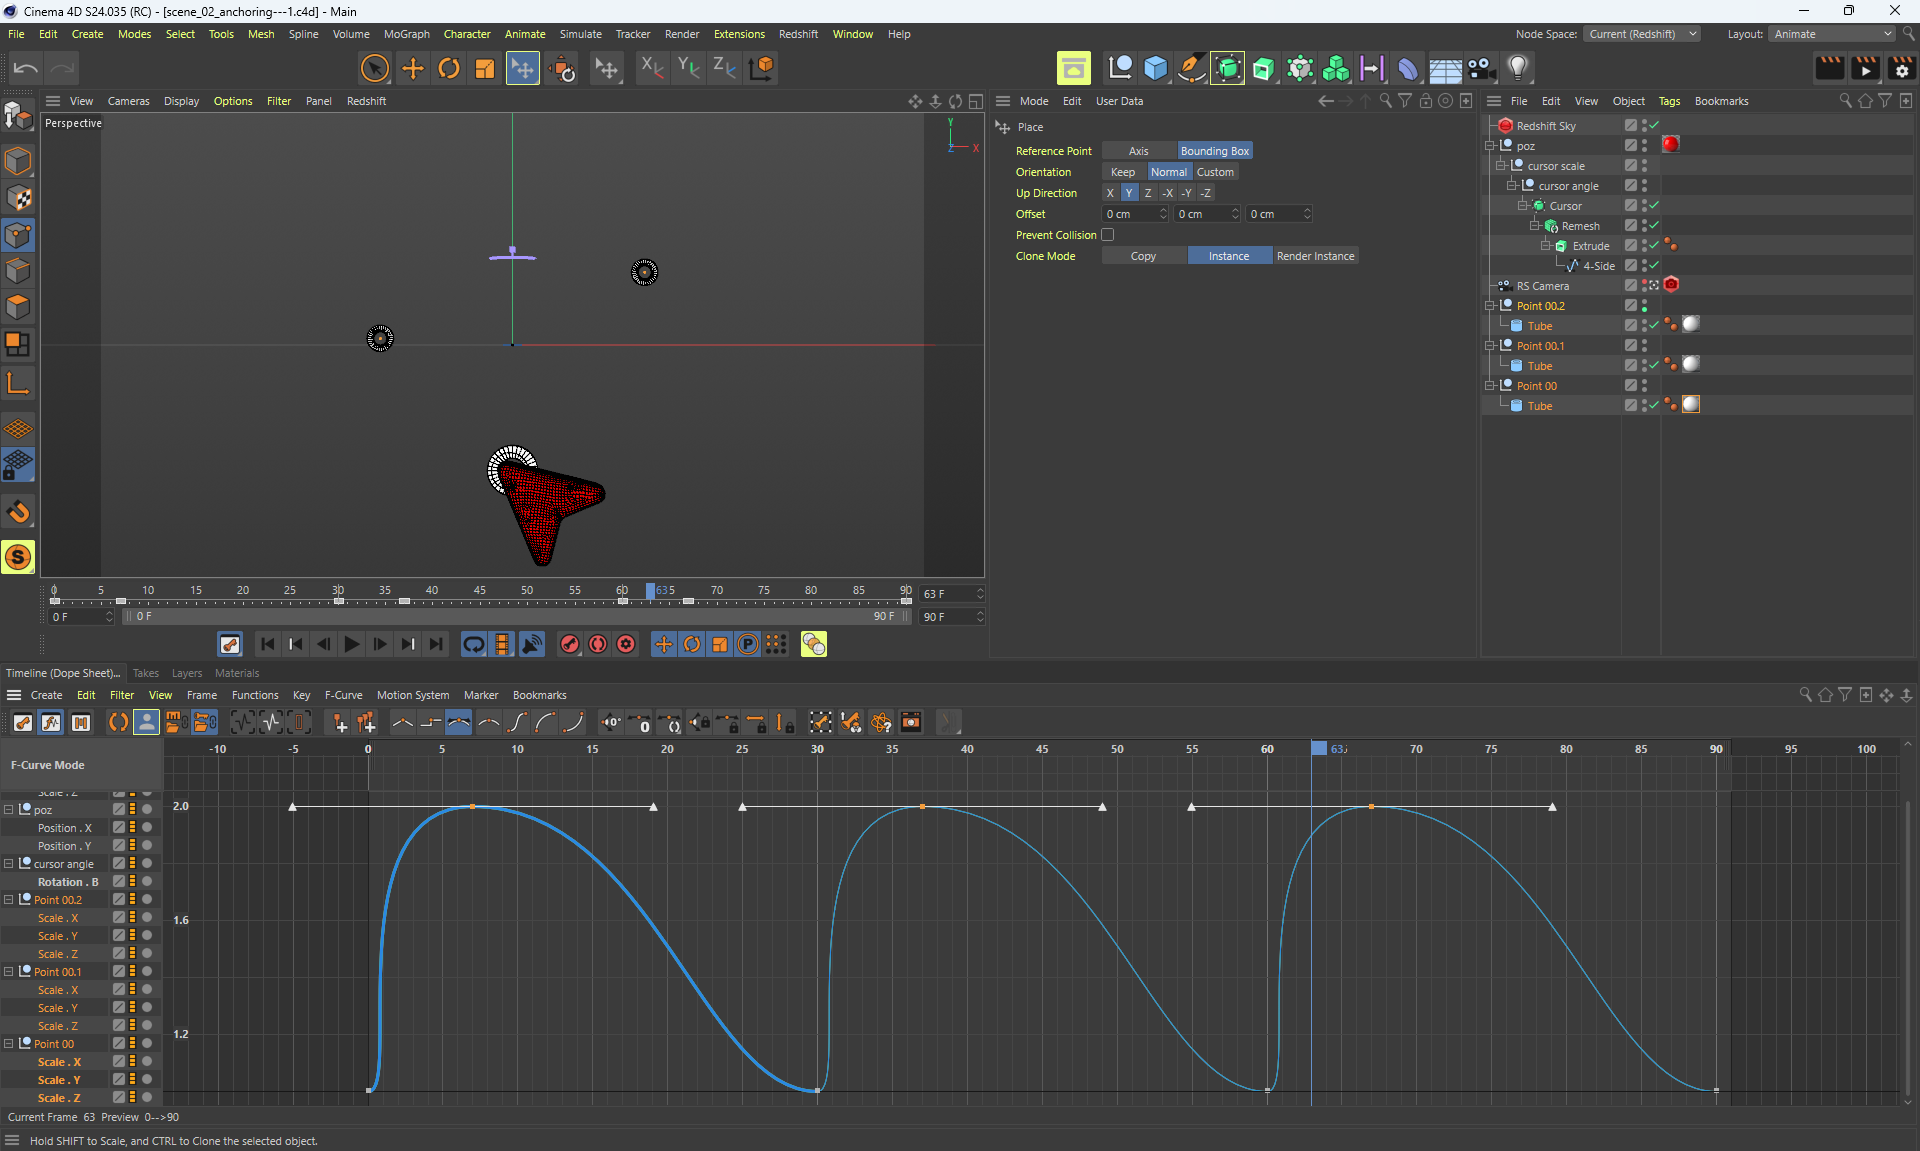 Cinema 4D S24.035 (RC) - [scene_02_anchoring---1.c4d] - Main
File Edit Create Modes Select Tools Mesh Spline Volume MoGraph Character Animate Simulate Tracker Render Extensions Redshift Window Help Node Space: Current (Redshift) Layout: Animate
X Y Z
View Cameras Display Options Filter Panel Redshift
Perspective
Y
Z X
0 5 10 15 20 25 30 35 40 45 50 55 60 635 70 75 80 85 90 63 F
0 F 0 F 90 F 90 F
Mode Edit User Data
Place
Reference Point Axis Bounding Box
Orientation Keep Normal Custom
Up Direction X Y Z -X -Y -Z
Offset 0 cm 0 cm 0 cm
Prevent Collision
Clone Mode Copy Instance Render Instance
File Edit View Object Tags Bookmarks
Redshift Sky
poz
cursor scale
cursor angle
Cursor
Remesh
Extrude
4-Side
RS Camera
Point 00.2
Tube
Point 00.1
Tube
Point 00
Tube
S
P
Timeline (Dope Sheet)... Takes Layers Materials
Create Edit Filter View Frame Functions Key F-Curve Motion System Marker Bookmarks
-10 -5 0 5 10 15 20 25 30 35 40 45 50 55 60 63 70 75 80 85 90 95 100
F-Curve Mode
Scale . Z
poz
Position . X
Position . Y
cursor angle
Rotation . B
Point 00.2
Scale . X
Scale . Y
Scale . Z
Point 00.1
Scale . X
Scale . Y
Scale . Z
Point 00
Scale . X
Scale . Y
Scale . Z
2.0
1.6
1.2
Current Frame 63 Preview 0-->90
Hold SHIFT to Scale, and CTRL to Clone the selected object.